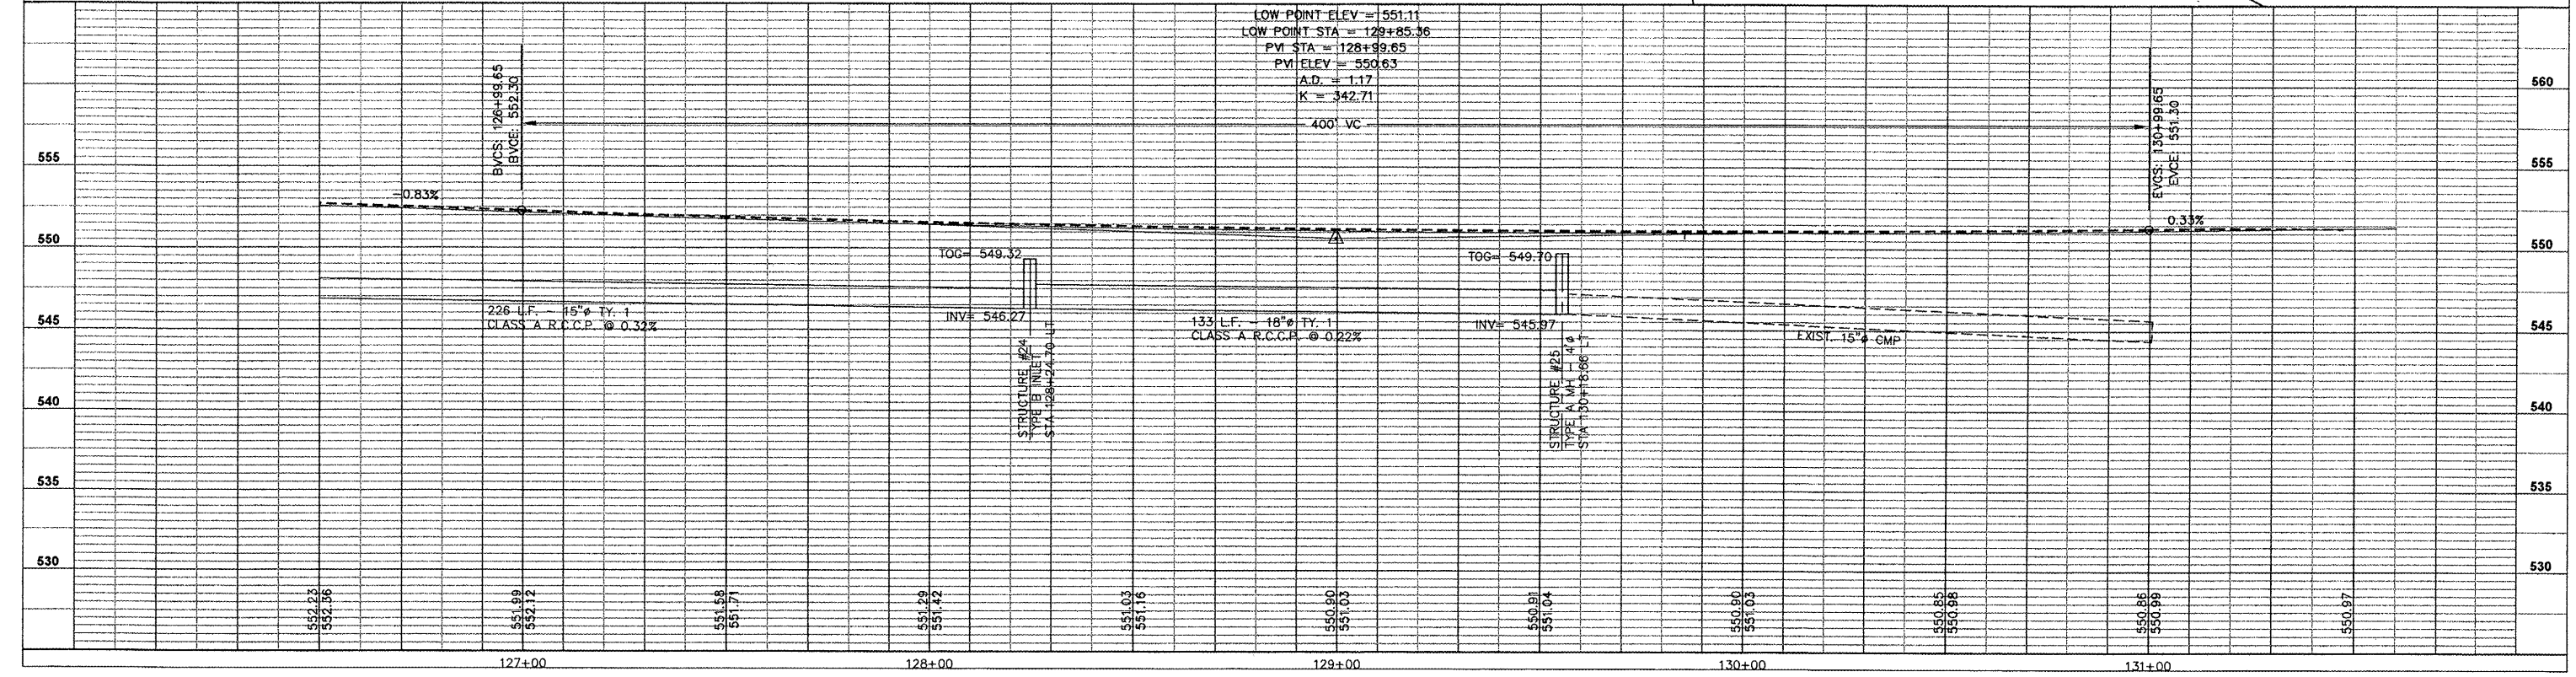 LOW POINT ELEV = 551.11
LOW POINT STA = 129+85.36
PVI STA = 128+99.65
PVI ELEV = 550.63
A.D. = 1.17
K = 342.71
400' VC
BVCS: 126+99.65
BVCE: 552.30
EVCS: 130+99.65
EVCE: 551.30
560
560
555
555
550
550
545
545
540
540
535
535
530
530
-0.83%
0.33%
TOG= 549.32
TOG= 549.70
226 L.F. - 15"ø TY. 1
CLASS A R.C.C.P. @ 0.32%
INV= 546.27
133 L.F. - 18"ø TY. 1
CLASS A R.C.C.P. @ 0.22%
INV= 545.97
EXIST. 15"ø CMP
STRUCTURE #24
TYPE B INLET
STA 128+24.70 LT
STRUCTURE #25
TYPE A MH - 4'ø
STA 130+18.66 LT
552.23
552.36
551.99
552.12
551.58
551.71
551.29
551.42
551.03
551.16
550.90
551.03
550.91
551.04
550.90
551.03
550.85
550.98
550.86
550.99
550.97
127+00
128+00
129+00
130+00
131+00